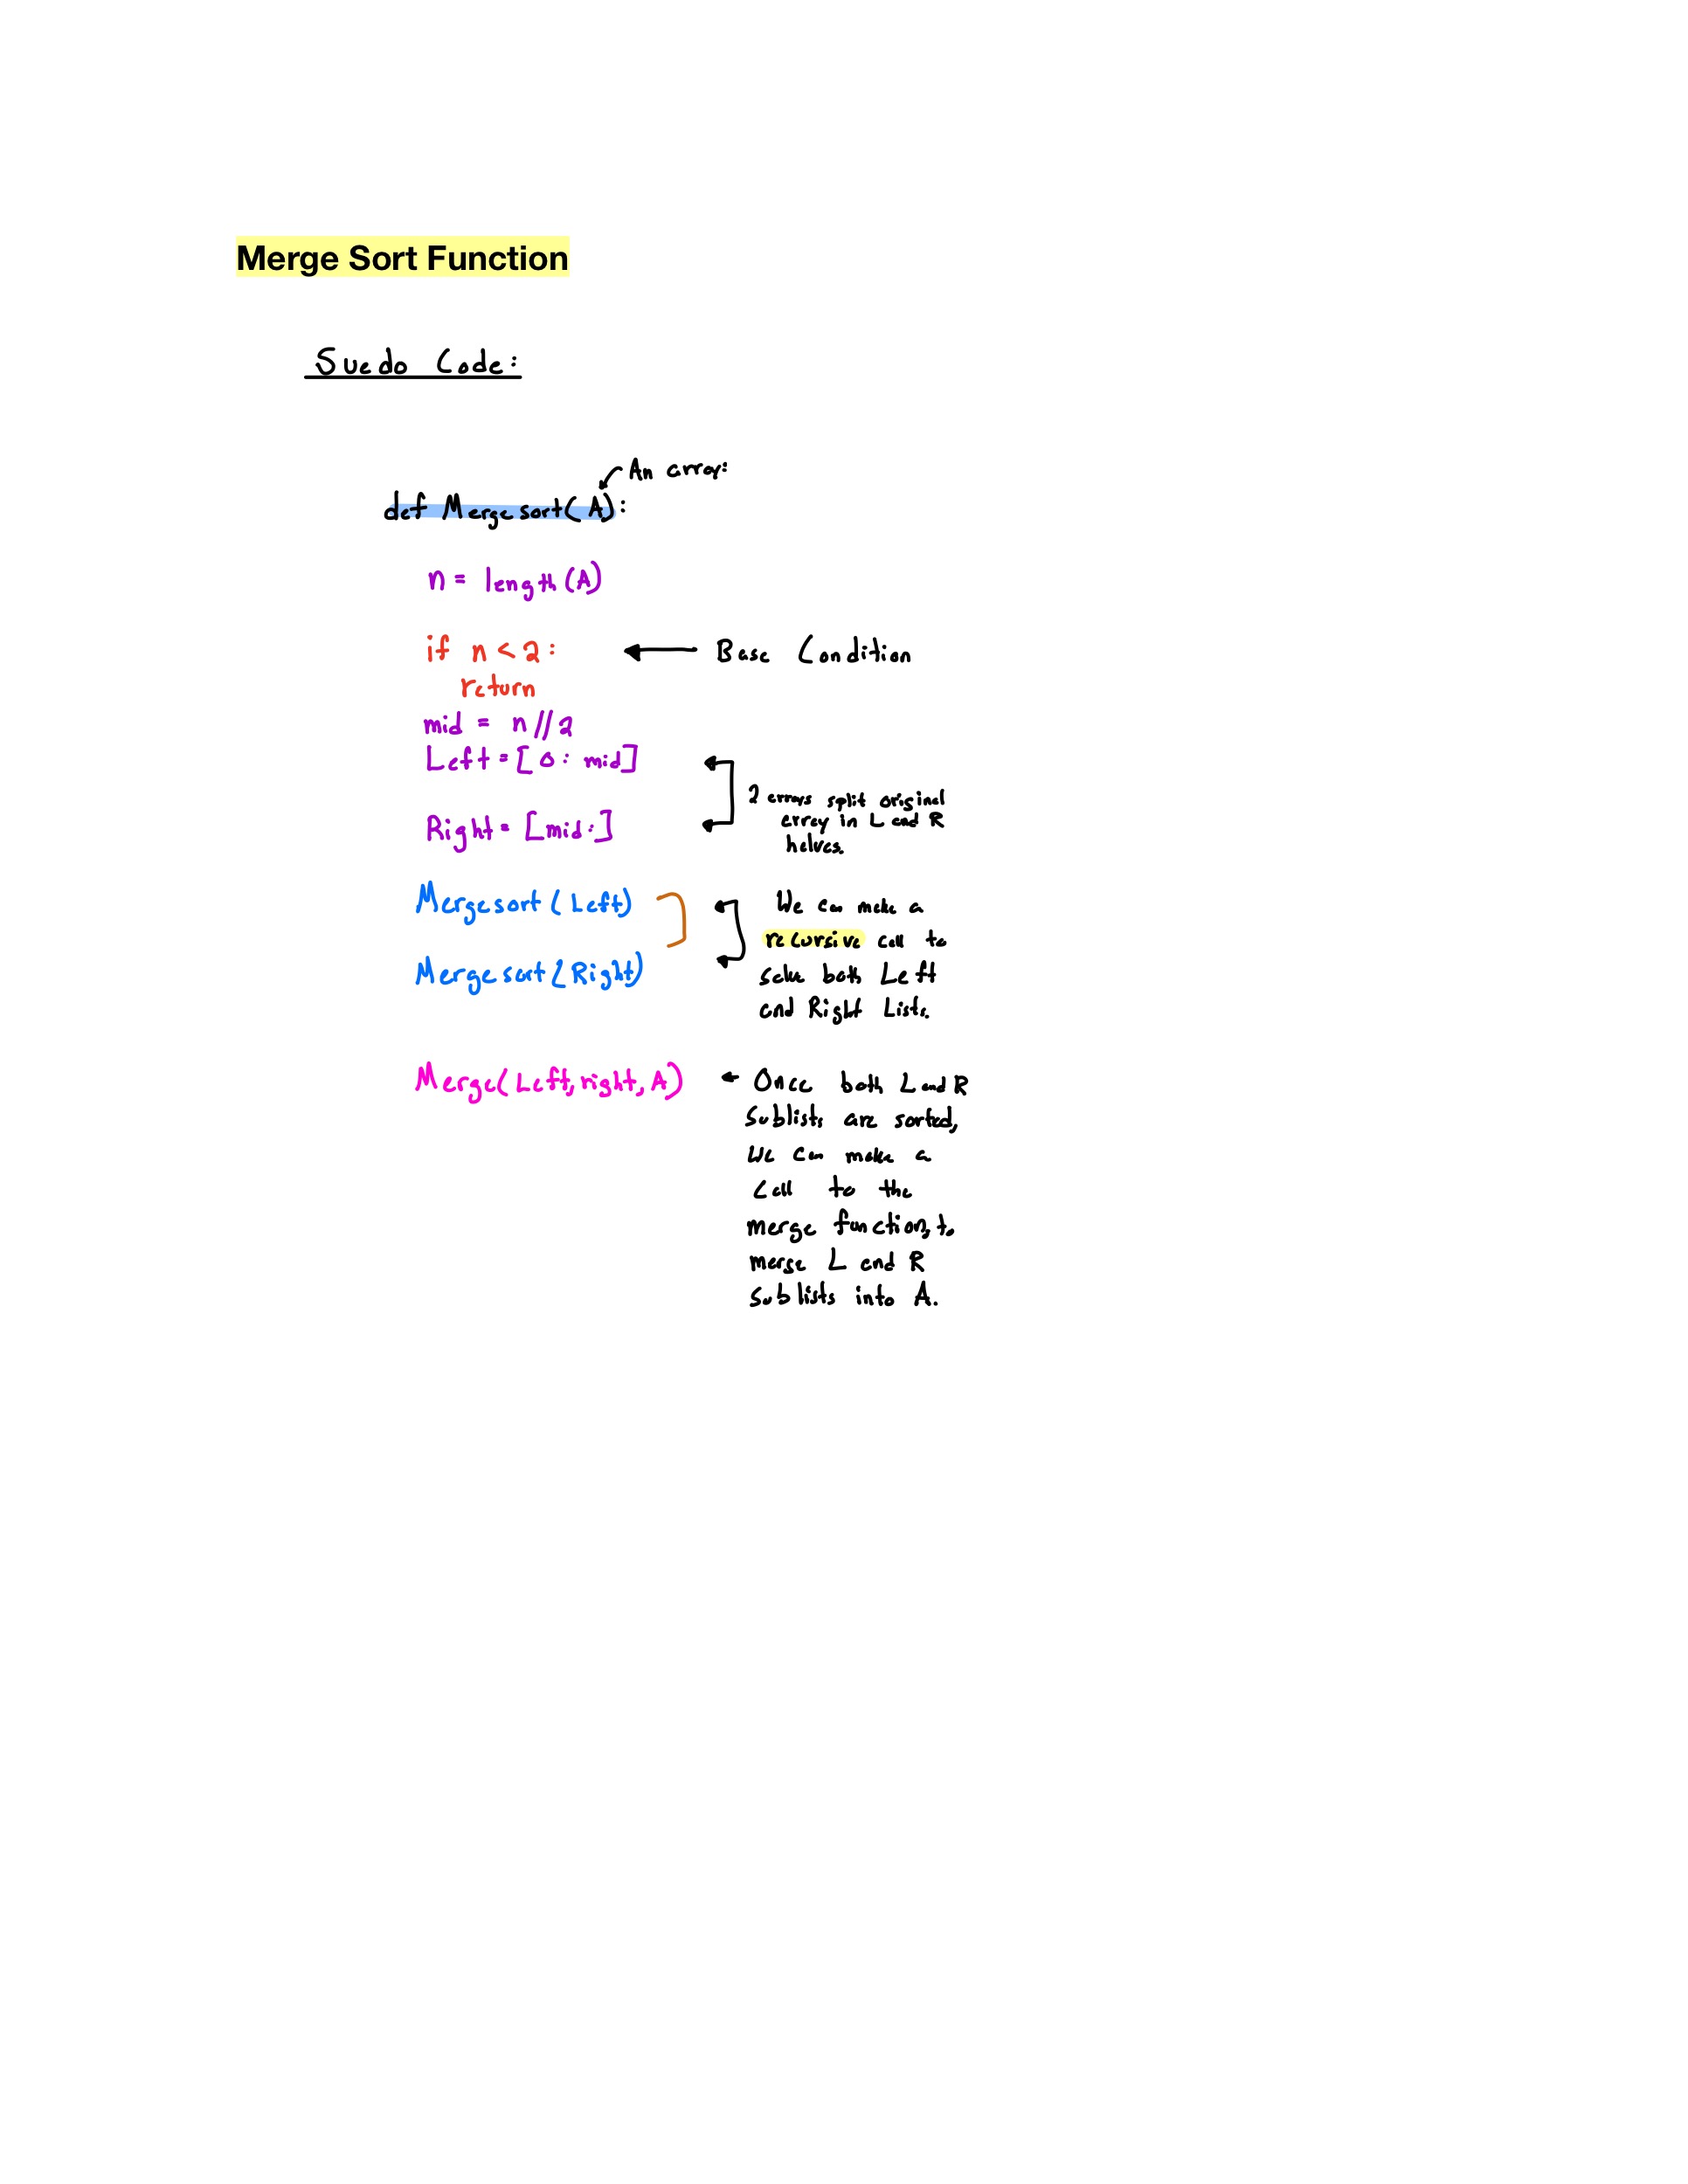 Merge Sort Function
Suedo Code:
An array:
def Mergesort(A):
n = length(A)
if n < 2:
Base Condition
return
mid = n//2
Left = [0: mid]
2 arrays split original
array in L and R
halves.
Right = [mid:]
Mergesort(Left)
Mergesort(Right)
We can make a
recursive call to
solve both Left
and Right Lists.
Merge(Left, right, A)
Once both L and R
Sublists are sorted,
We can make a
Call to the
merge function, to
merge L and R
Sublists into A.